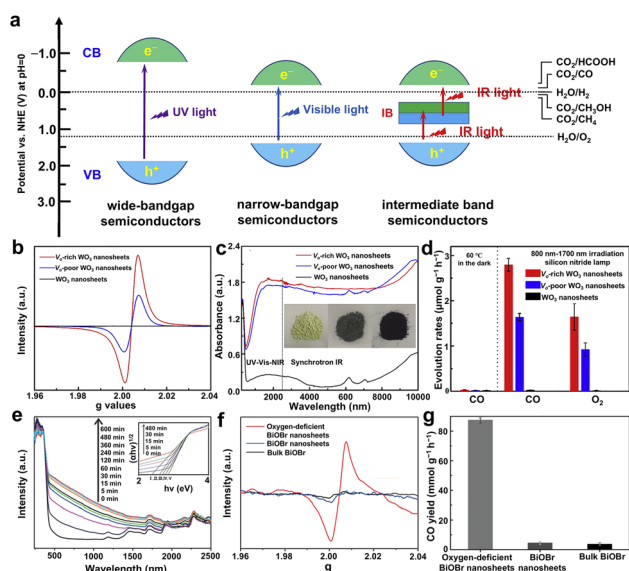 a
Potential vs. NHE (V) at pH=0
-1.0
0.0
1.0
2.0
3.0
CB
VB
e⁻
e⁻
e⁻
UV light
Visible light
IR light
IB
IR light
h⁺
h⁺
h⁺
CO₂/HCOOH
CO₂/CO
H₂O/H₂
CO₂/CH₃OH
CO₂/CH₄
H₂O/O₂
wide-bandgap
semiconductors
narrow-bandgap
semiconductors
intermediate band
semiconductors
b
Intensity (a.u.)
Vₒ-rich WO₃ nanosheets
Vₒ-poor WO₃ nanosheets
WO₃ nanosheets
1.96 1.98 2.00 2.02 2.04
g values
c
Absorbance (a.u.)
2.4
1.8
1.2
0.6
0.0
Vₒ-rich WO₃ nanosheets
Vₒ-poor WO₃ nanosheets
WO₃ nanosheets
UV-Vis-NIR
Synchrotron IR
0 2000 4000 6000 8000 10000
Wavelength (nm)
d
Evolution rates (μmol g⁻¹ h⁻¹)
3
2
1
0
60 °C
in the dark
800 nm-1700 nm irradiation
silicon nitride lamp
Vₒ-rich WO₃ nanosheets
Vₒ-poor WO₃ nanosheets
WO₃ nanosheets
CO CO O₂
e
Intensity (a.u.)
600 min
480 min
360 min
240 min
120 min
60 min
30 min
15 min
5 min
0 min
(αhν)¹/²
480 min
30 min
15 min
5 min
0 min
2 4
hv (eV)
500 1000 1500 2000 2500
Wavelength (nm)
f
Intensity (a.u.)
Oxygen-deficient
BiOBr nanosheets
BiOBr nanosheets
Bulk BiOBr
1.96 1.98 2.00 2.02 2.04
g
g
CO yield (mmol g⁻¹ h⁻¹)
90
60
30
0
Oxygen-deficient
BiOBr nanosheets
BiOBr
nanosheets
Bulk BiOBr